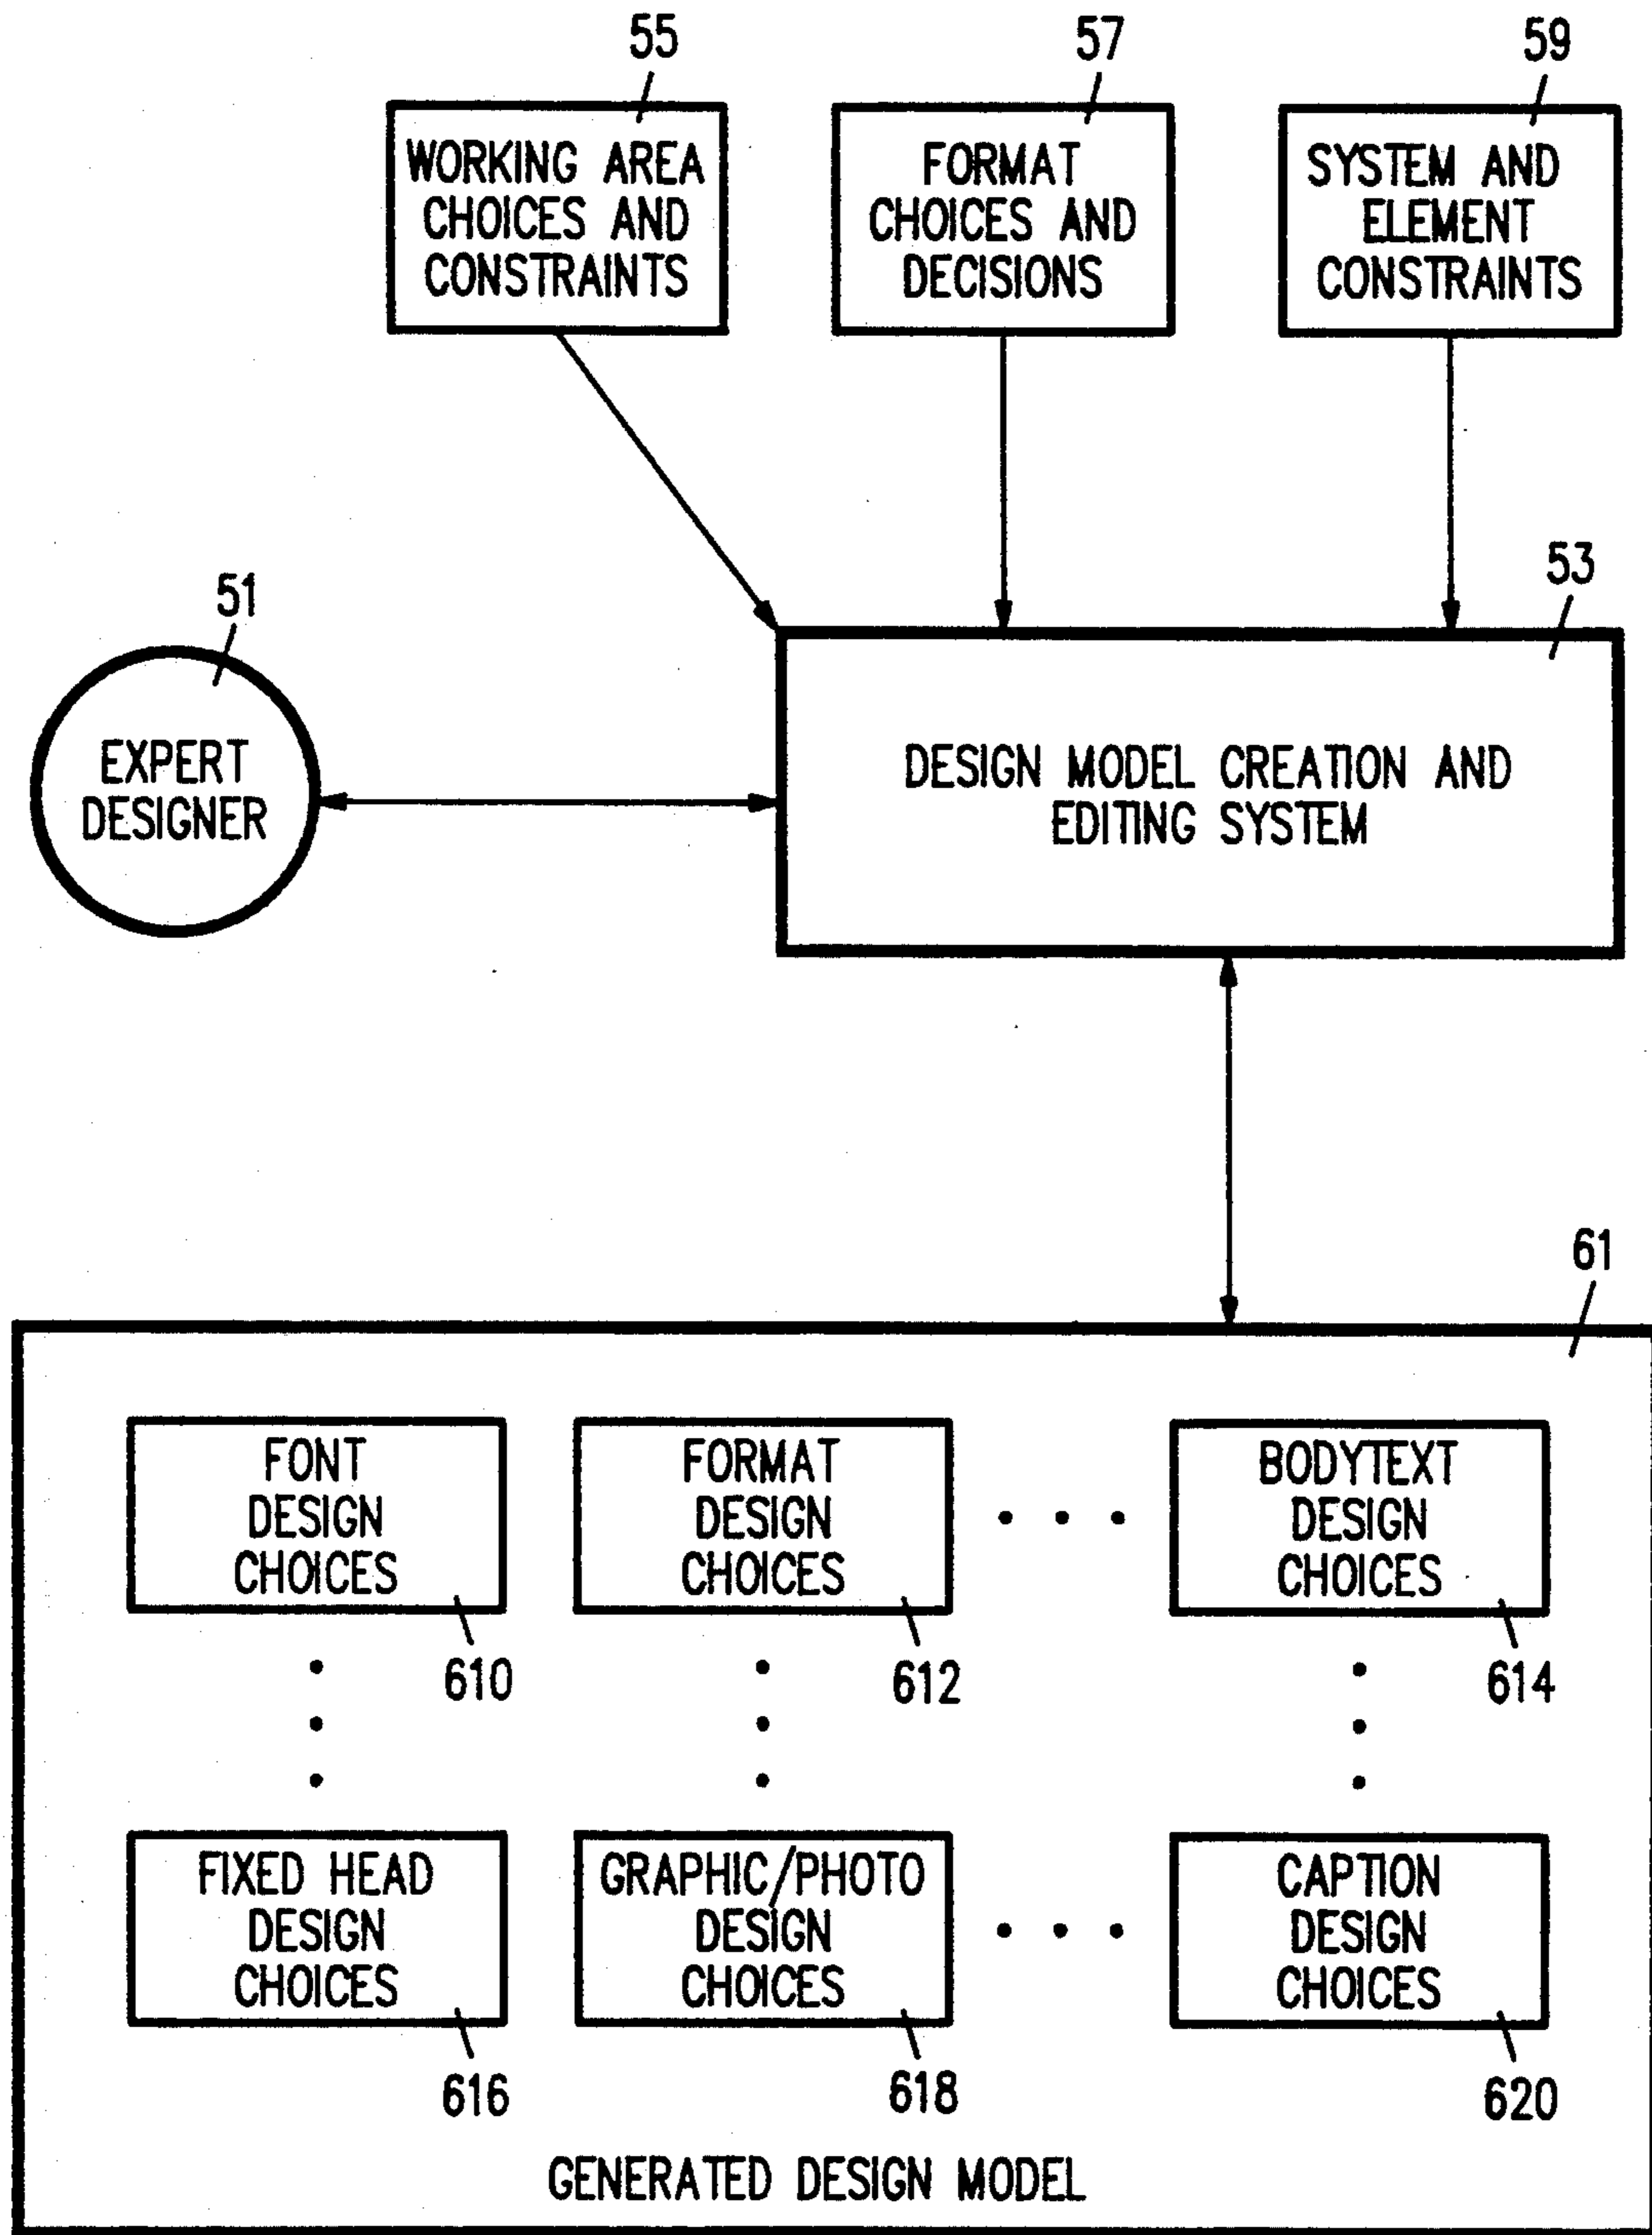 55
57
59
WORKING AREA
CHOICES AND
CONSTRAINTS
FORMAT
CHOICES AND
DECISIONS
SYSTEM AND
ELEMENT
CONSTRAINTS
51
53
EXPERT
DESIGNER
DESIGN MODEL CREATION AND
EDITING SYSTEM
61
FONT
DESIGN
CHOICES
610
FORMAT
DESIGN
CHOICES
612
BODYTEXT
DESIGN
CHOICES
614
FIXED HEAD
DESIGN
CHOICES
616
GRAPHIC/PHOTO
DESIGN
CHOICES
618
CAPTION
DESIGN
CHOICES
620
GENERATED DESIGN MODEL